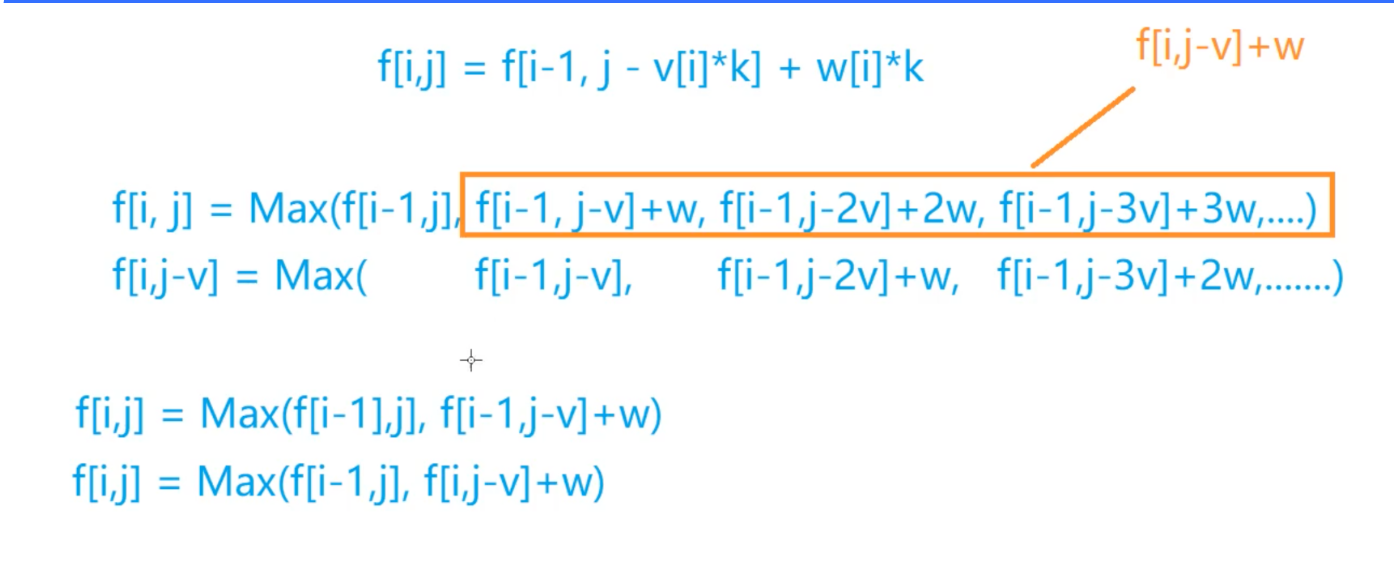 f[i,j-v]+w
f[i,j] = f[i-1, j - v[i]*k] + w[i]*k
f[i, j] = Max(f[i-1,j], f[i-1, j-v]+w, f[i-1,j-2v]+2w, f[i-1,j-3v]+3w,....)
f[i,j-v] = Max( f[i-1,j-v], f[i-1,j-2v]+w, f[i-1,j-3v]+2w,.......)
f[i,j] = Max(f[i-1],j], f[i-1,j-v]+w)
f[i,j] = Max(f[i-1,j], f[i,j-v]+w)